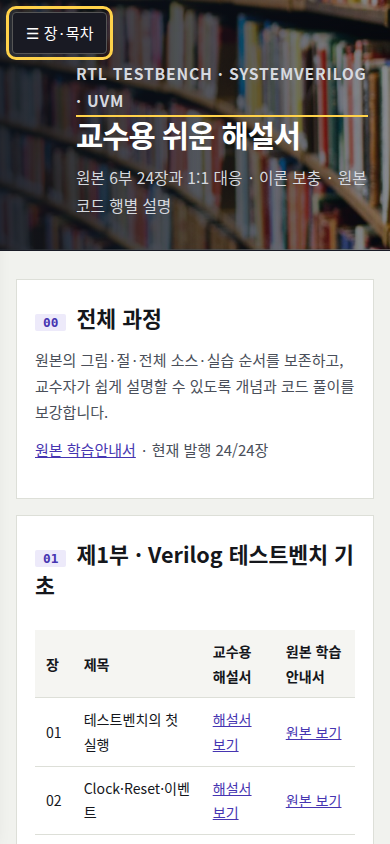 ☰ 장·목차
RTL TESTBENCH · SYSTEMVERILOG
· UVM
교수용 쉬운 해설서
원본 6부 24장과 1:1 대응 · 이론 보충 · 원본
코드 행별 설명
00 전체 과정
원본의 그림·절·전체 소스·실습 순서를 보존하고,
교수자가 쉽게 설명할 수 있도록 개념과 코드 풀이를
보강합니다.
원본 학습안내서 · 현재 발행 24/24장
01 제1부 · Verilog 테스트벤치 기
초
장 제목 교수용 해설서 원본 학습 안내서
01 테스트벤치의 첫 실행 해설서 보기 원본 보기
02 Clock·Reset·이벤트 해설서 보기 원본 보기